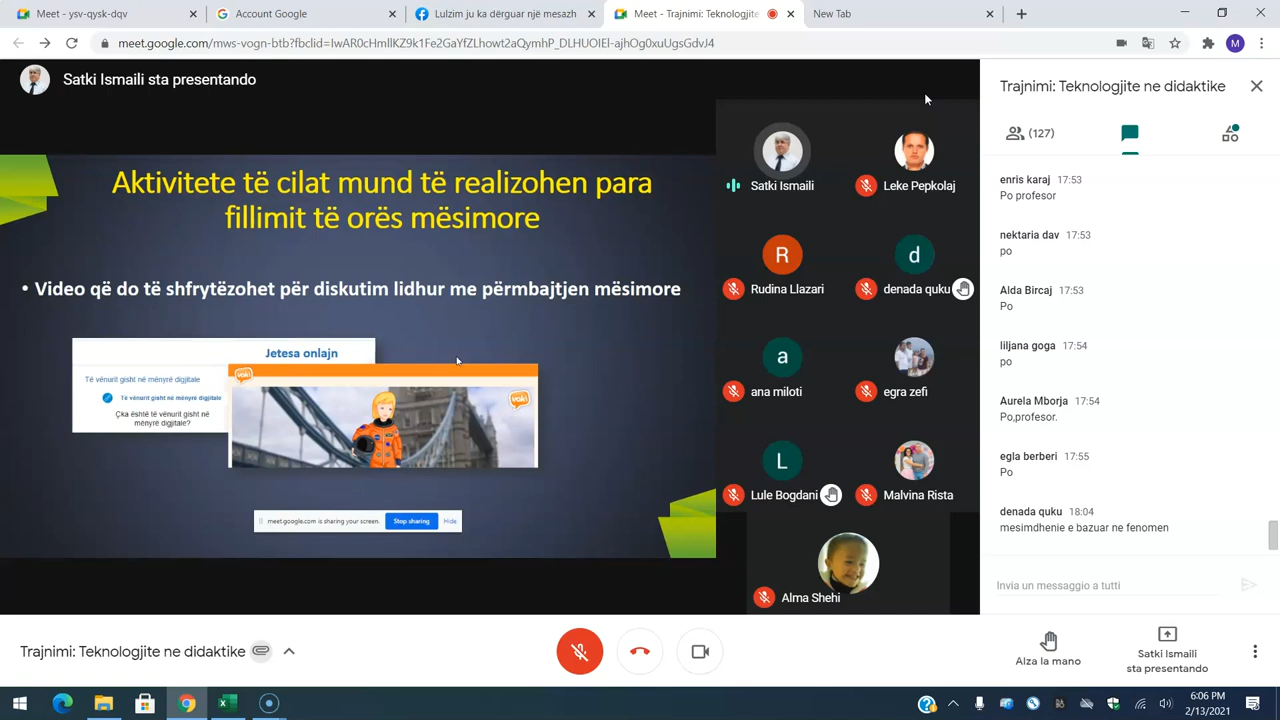 Meet - ysv-qysk-dqv
Account Google
Lulzim ju ka dërguar një mesazh
Meet - Trajnimi: Teknologjitë
New Tab
meet.google.com/mws-vogn-btb?fbclid=IwAR0cHmllKZ9k1Fe2GaYfZLhowt2aQymhP_DLHUOIEl-ajhOg0xuUgsGdvJ4
M
Satki Ismaili sta presentando
Aktivitete të cilat mund të realizohen para
fillimit të orës mësimore
• Video që do të shfrytëzohet për diskutim lidhur me përmbajtjen mësimore
Jetesa onlajn
Të vënurit gisht në mënyrë digjitale
Të vënurit gisht në mënyrë digjitale
Çka është të vënurit gisht në
mënyrë digjitale?
voki
voki
meet.google.com is sharing your screen.
Stop sharing
Hide
Satki Ismaili
Leke Pepkolaj
R
Rudina Llazari
d
denada quku
a
ana miloti
egra zefi
L
Lule Bogdani
Malvina Rista
Alma Shehi
Trajnimi: Teknologjite ne didaktike
(127)
enris karaj 17:53
Po profesor
nektaria dav 17:53
po
Alda Bircaj 17:53
Po
liljana goga 17:54
po
Aurela Mborja 17:54
Po,profesor.
egla berberi 17:55
Po
denada quku 18:04
mesimdhenie e bazuar ne fenomen
Invia un messaggio a tutti
Trajnimi: Teknologjite ne didaktike
Alza la mano
Satki Ismaili
sta presentando
6:06 PM
2/13/2021